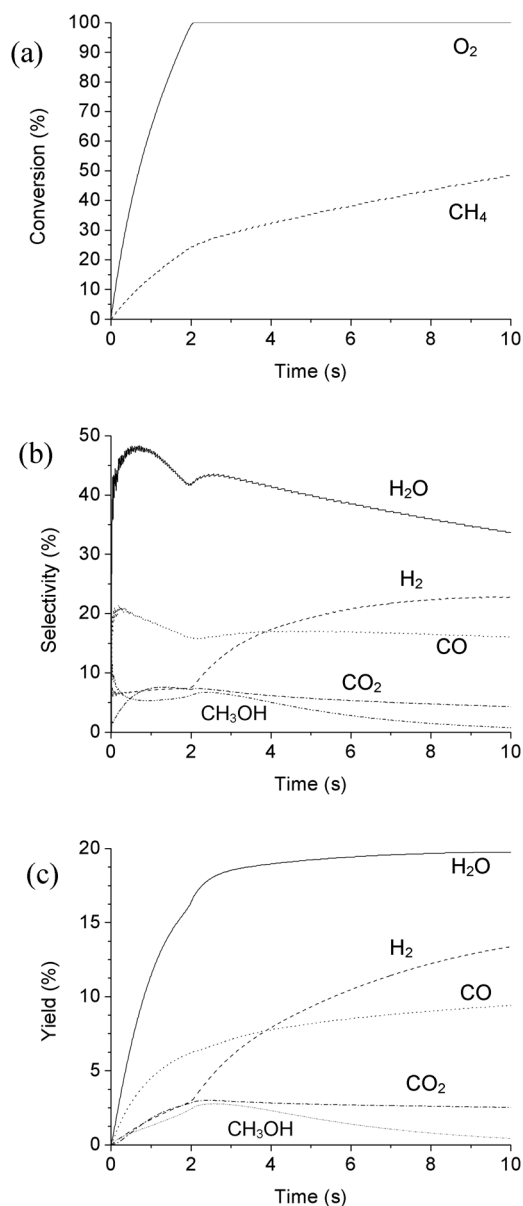 (a)
100
90
80
70
60
50
40
30
20
10
0
Conversion (%)
O₂
CH₄
0 2 4 6 8 10
Time (s)
(b)
50
40
30
20
10
0
Selectivity (%)
H₂O
H₂
CO
CO₂
CH₃OH
0 2 4 6 8 10
Time (s)
(c)
20
15
10
5
0
Yield (%)
H₂O
H₂
CO
CO₂
CH₃OH
0 2 4 6 8 10
Time (s)